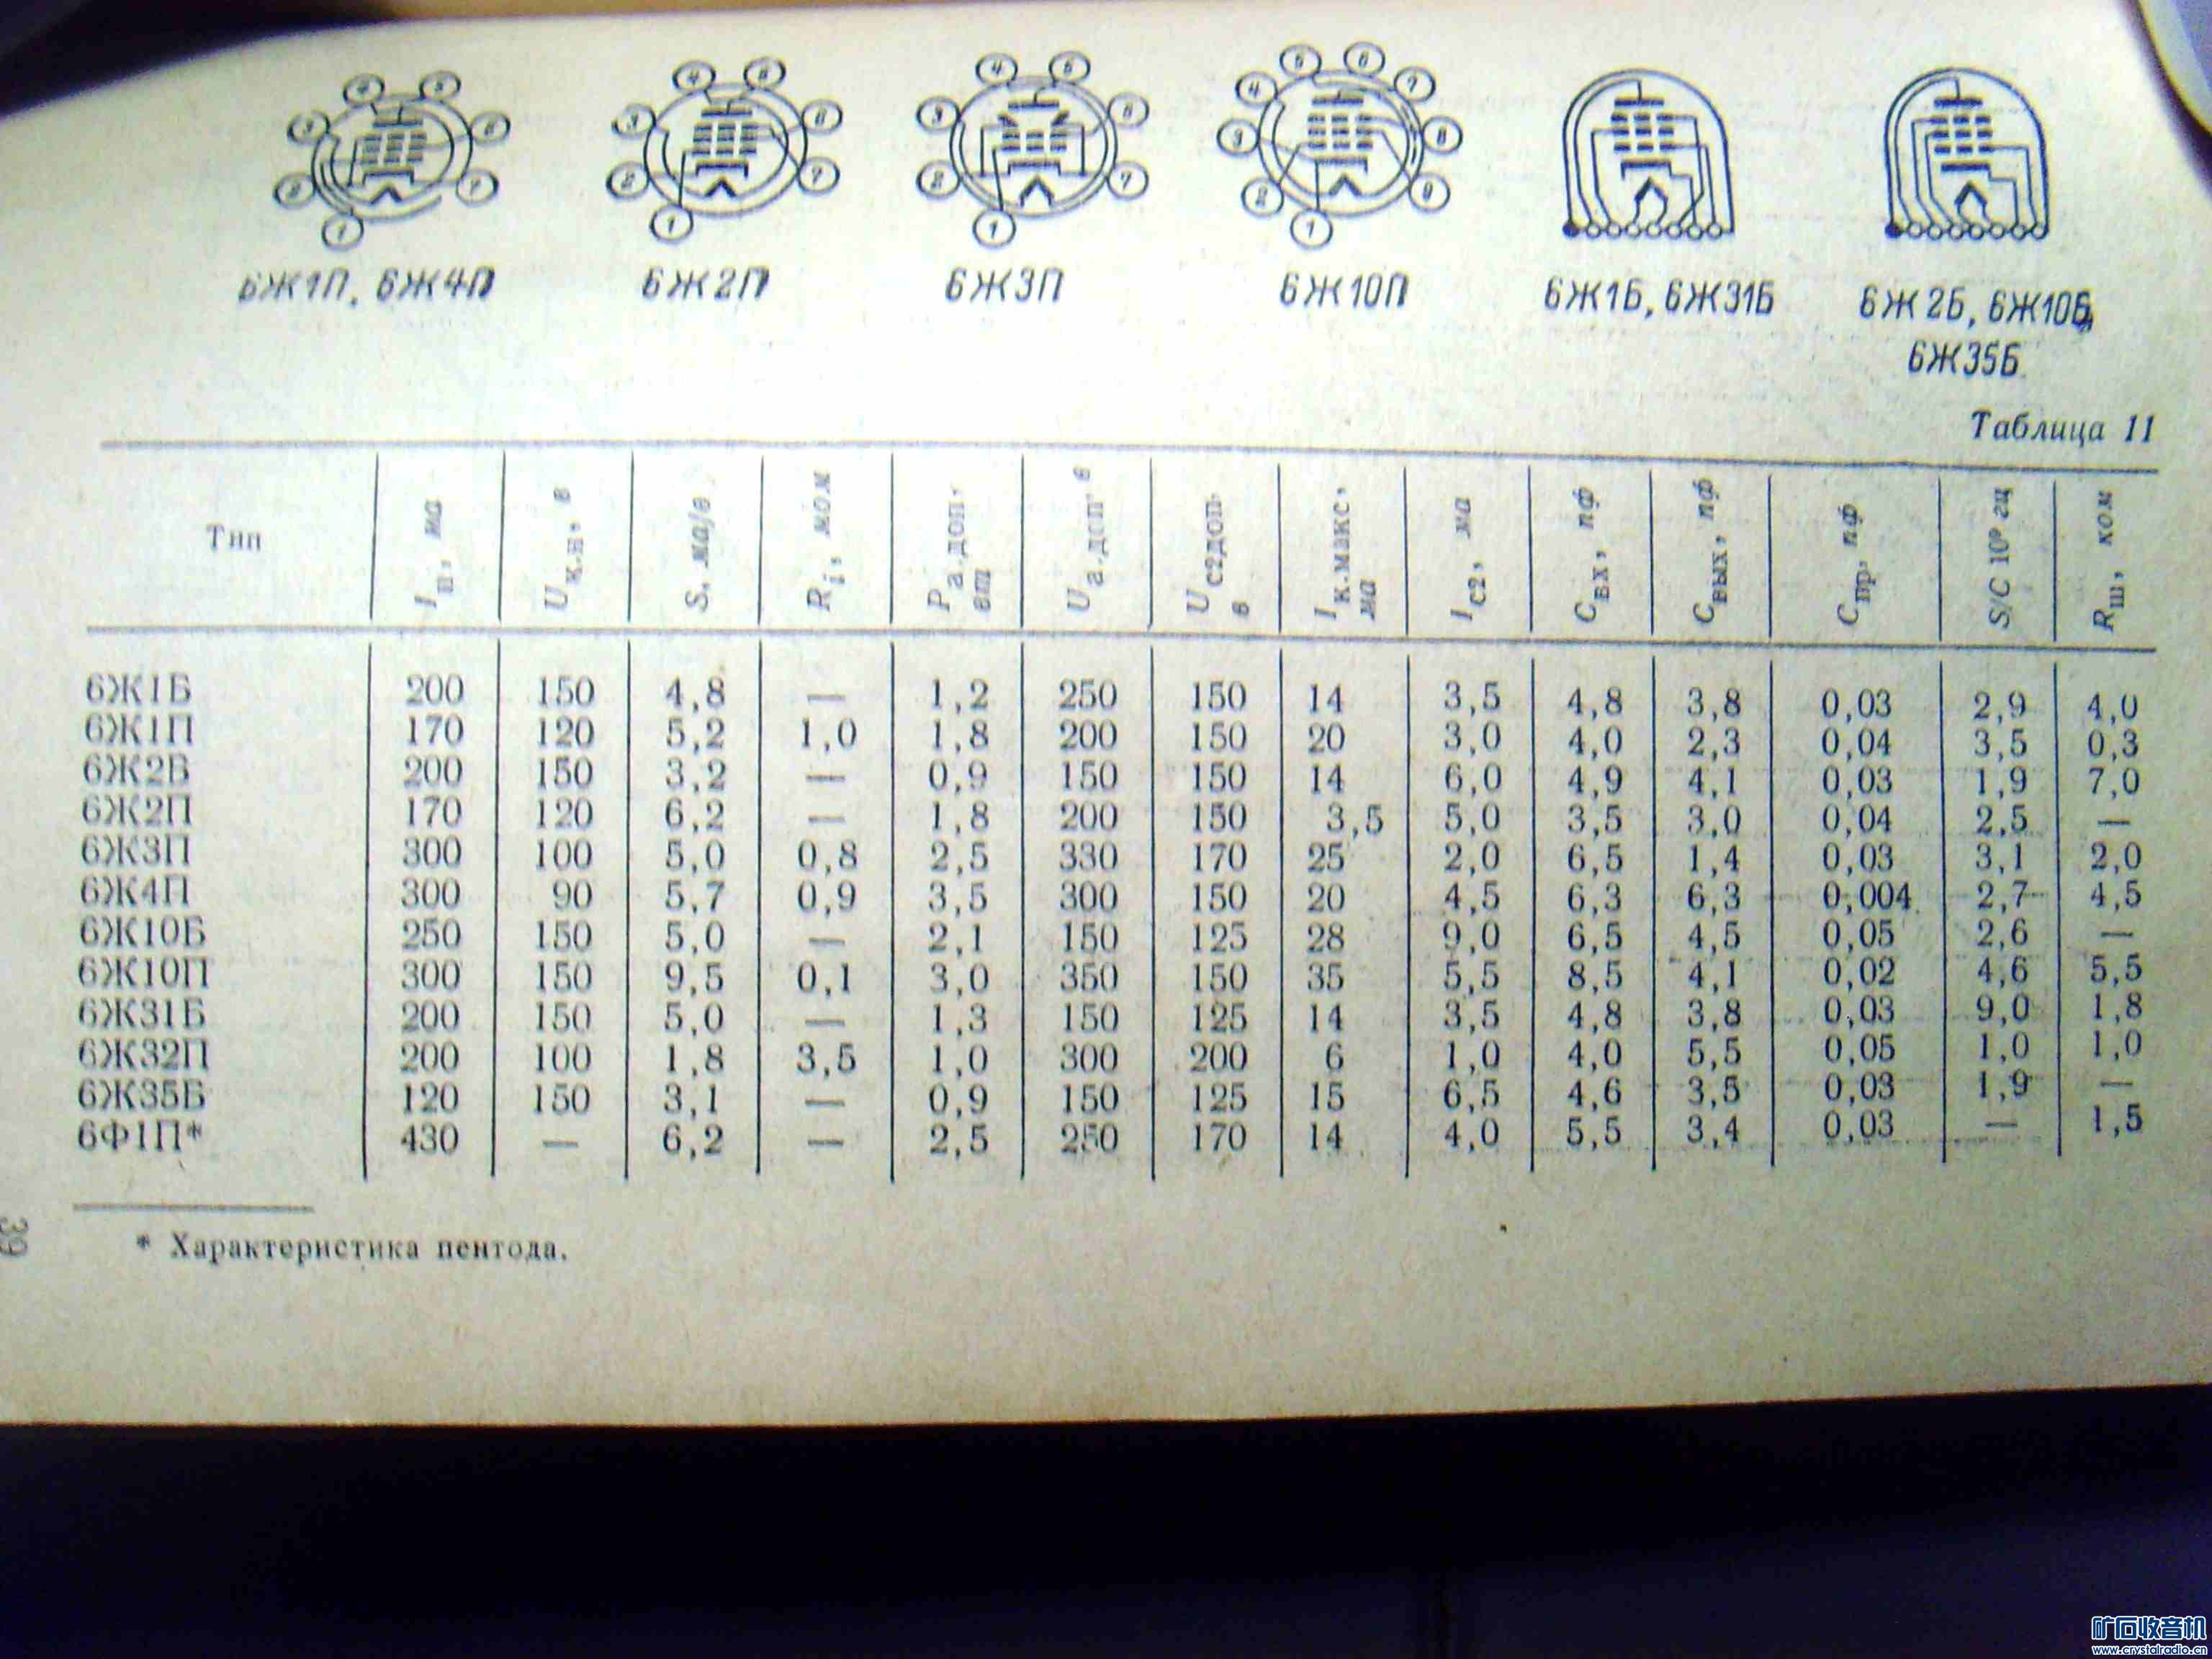 6Ж1П, 6Ж4П 6Ж2П 6Ж3П 6Ж10П 6Ж1Б, 6Ж31Б 6Ж2Б, 6Ж10Б,
6Ж35Б
Таблица 11
Тип Iн, ма Uк.н, в S, ма/в Ri, мом Pа.доп, вт Uа.доп, в Uс2доп, в Iк.макс, ма Iс2, ма Cвх, пф Cвых, пф Cпр, пф S/C 10⁹ гц Rш, ком
6Ж1Б 200 150 4,8 — 1,2 250 150 14 3,5 4,8 3,8 0,03 2,9 4,0
6Ж1П 170 120 5,2 1,0 1,8 200 150 20 3,0 4,0 2,3 0,04 3,5 0,3
6Ж2Б 200 150 3,2 — 0,9 150 150 14 6,0 4,9 4,1 0,03 1,9 7,0
6Ж2П 170 120 6,2 — 1,8 200 150 3,5 5,0 3,5 3,0 0,04 2,5 —
6Ж3П 300 100 5,0 0,8 2,5 330 170 25 2,0 6,5 1,4 0,03 3,1 2,0
6Ж4П 300 90 5,7 0,9 3,5 300 150 20 4,5 6,3 6,3 0,004 2,7 4,5
6Ж10Б 250 150 5,0 — 2,1 150 125 28 9,0 6,5 4,5 0,05 2,6 —
6Ж10П 300 150 9,5 0,1 3,0 350 150 35 5,5 8,5 4,1 0,02 4,6 5,5
6Ж31Б 200 150 5,0 — 1,3 150 125 14 3,5 4,8 3,8 0,03 9,0 1,8
6Ж32П 200 100 1,8 3,5 1,0 300 200 6 1,0 4,0 5,5 0,05 1,0 1,0
6Ж35Б 120 150 3,1 — 0,9 150 125 15 6,5 4,6 3,5 0,03 1,9 —
6Ф1П* 430 — 6,2 — 2,5 250 170 14 4,0 5,5 3,4 0,03 — 1,5
* Характеристика пентода.
39
矿石收音机
www.crystalradio.cn